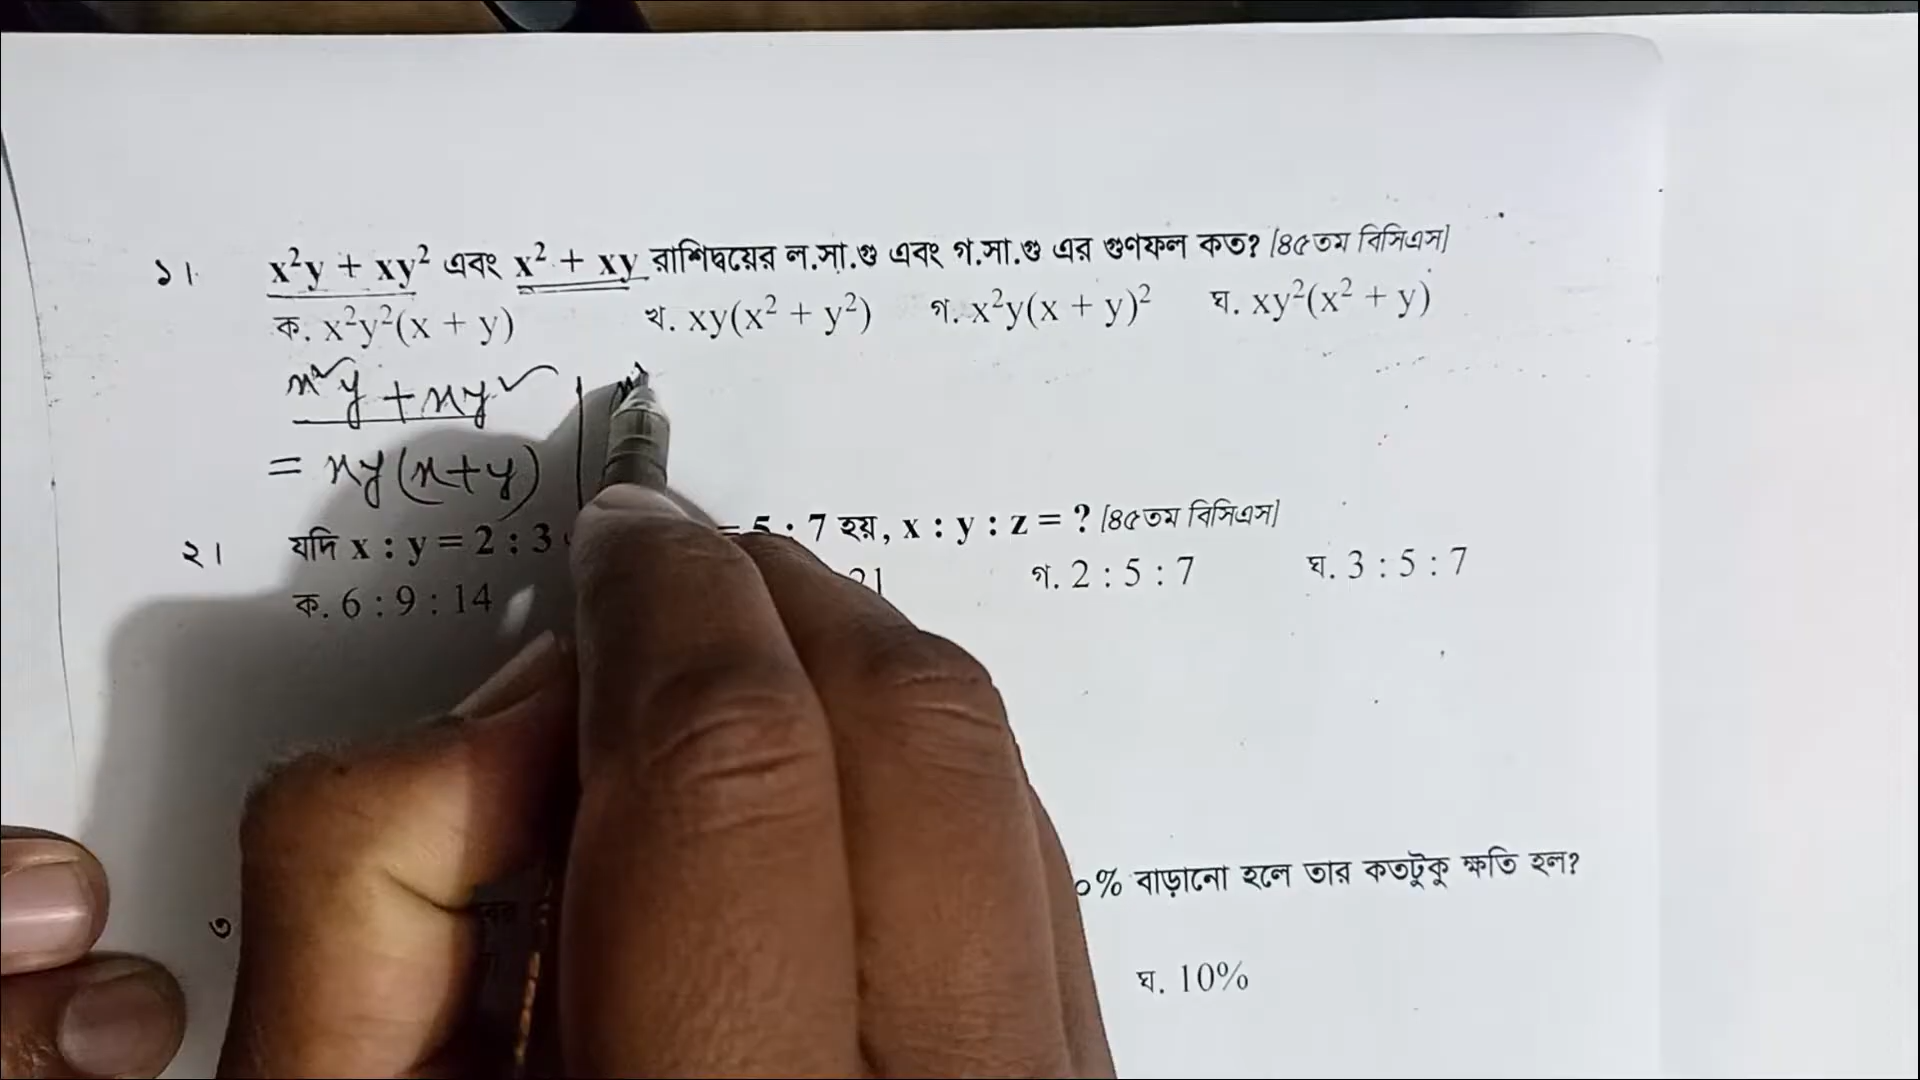 ১। x²y + xy² এবং x² + xy রাশিদ্বয়ের ল.সা.গু এবং গ.সা.গু এর গুণফল কত? [৪৫তম বিসিএস]
ক. x²y²(x + y) খ. xy(x² + y²) গ. x²y(x + y)² ঘ. xy²(x² + y)
x²y + xy²
= xy(x+y)
২। যদি x : y = 2 : 3 = 5 : 7 হয়, x : y : z = ? [৪৫তম বিসিএস]
ক. 6 : 9 : 14 21 গ. 2 : 5 : 7 ঘ. 3 : 5 : 7
৩ % বাড়ানো হলে তার কতটুকু ক্ষতি হল?
ঘ. 10%